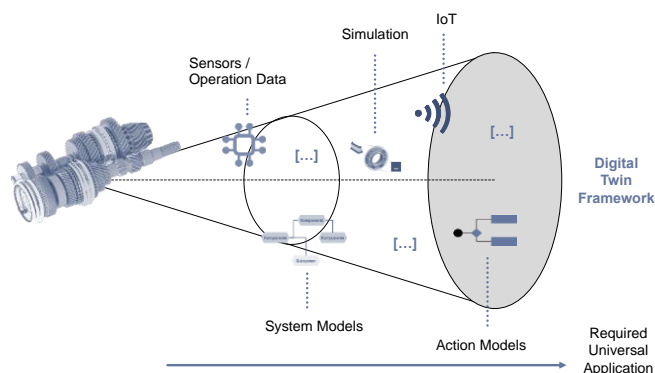 IoT
Simulation
Sensors /
Operation Data
[...]
[...]
Digital
Twin
Framework
[...]
System Models
Action Models
Required
Universal
Application